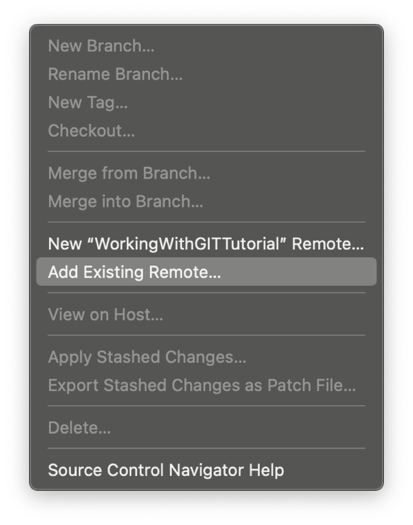 New Branch...
Rename Branch...
New Tag...
Checkout...
Merge from Branch...
Merge into Branch...
New “WorkingWithGITTutorial” Remote...
Add Existing Remote...
View on Host...
Apply Stashed Changes...
Export Stashed Changes as Patch File...
Delete...
Source Control Navigator Help